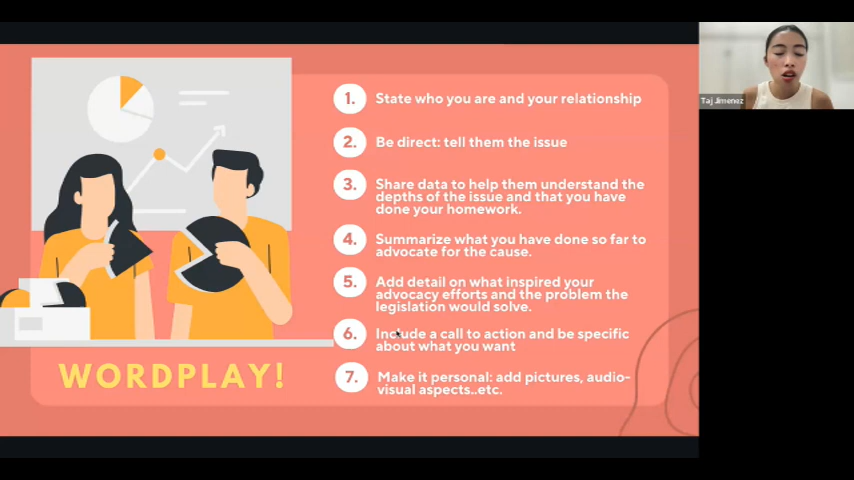 1. State who you are and your relationship
2. Be direct: tell them the issue
3. Share data to help them understand the
depths of the issue and that you have
done your homework.
4. Summarize what you have done so far to
advocate for the cause.
5. Add detail on what inspired your
advocacy efforts and the problem the
legislation would solve.
6. Include a call to action and be specific
about what you want
7. Make it personal: add pictures, audio-
visual aspects..etc.
WORDPLAY!
Taj Jimenez